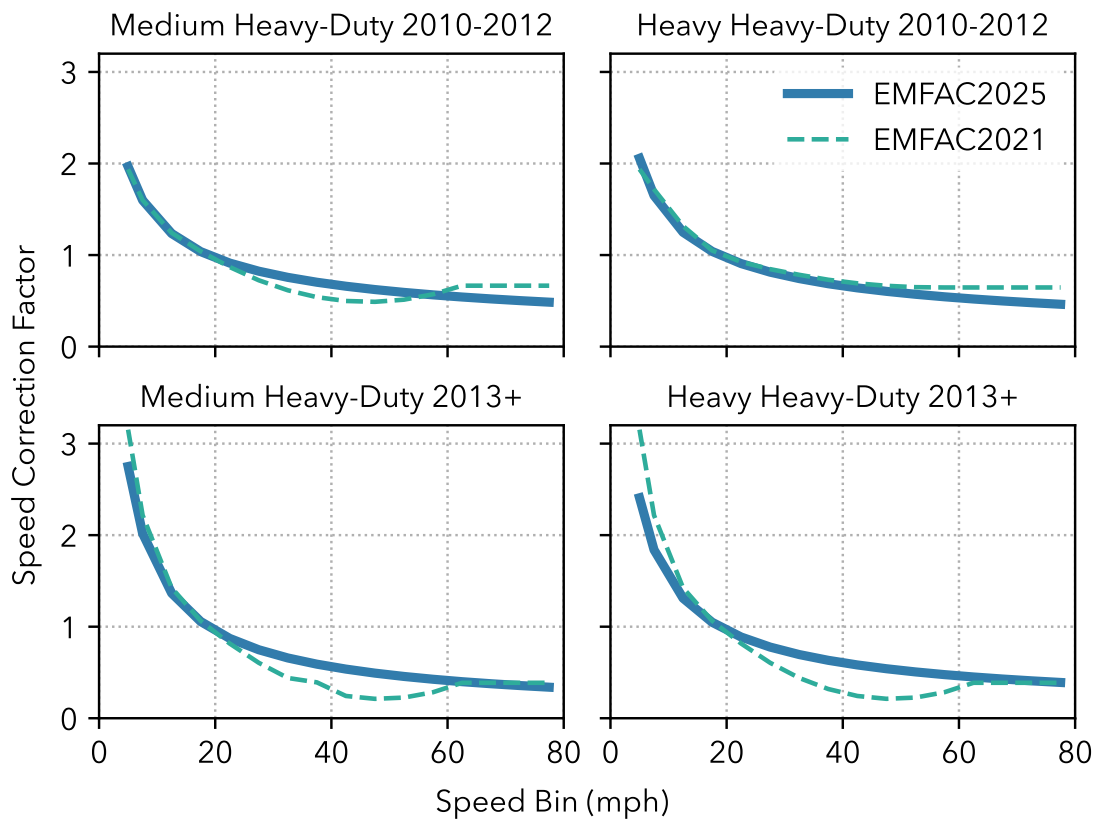 Medium Heavy-Duty 2010-2012
Heavy Heavy-Duty 2010-2012
3
2
1
0
EMFAC2025
EMFAC2021
Medium Heavy-Duty 2013+
Heavy Heavy-Duty 2013+
3
2
1
0
0 20 40 60 80
0 20 40 60 80
Speed Correction Factor
Speed Bin (mph)